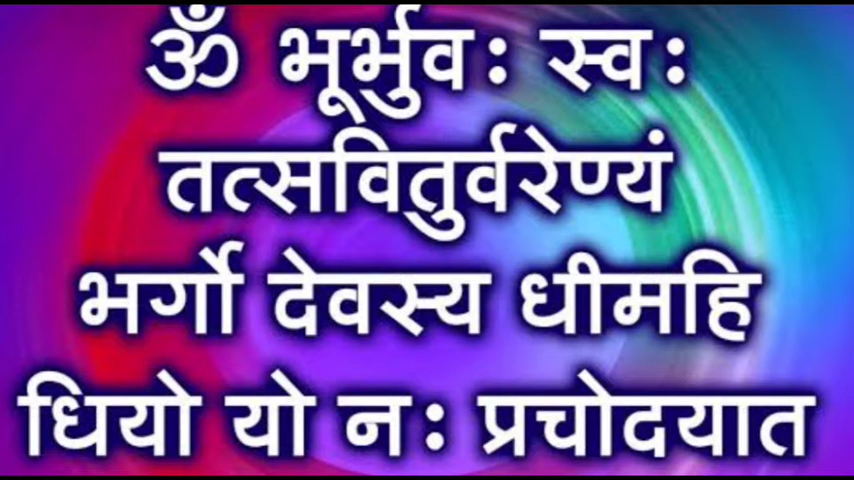 ॐ भूर्भुवः स्वः
तत्सवितुर्वरेण्यं
भर्गो देवस्य धीमहि
धियो यो नः प्रचोदयात